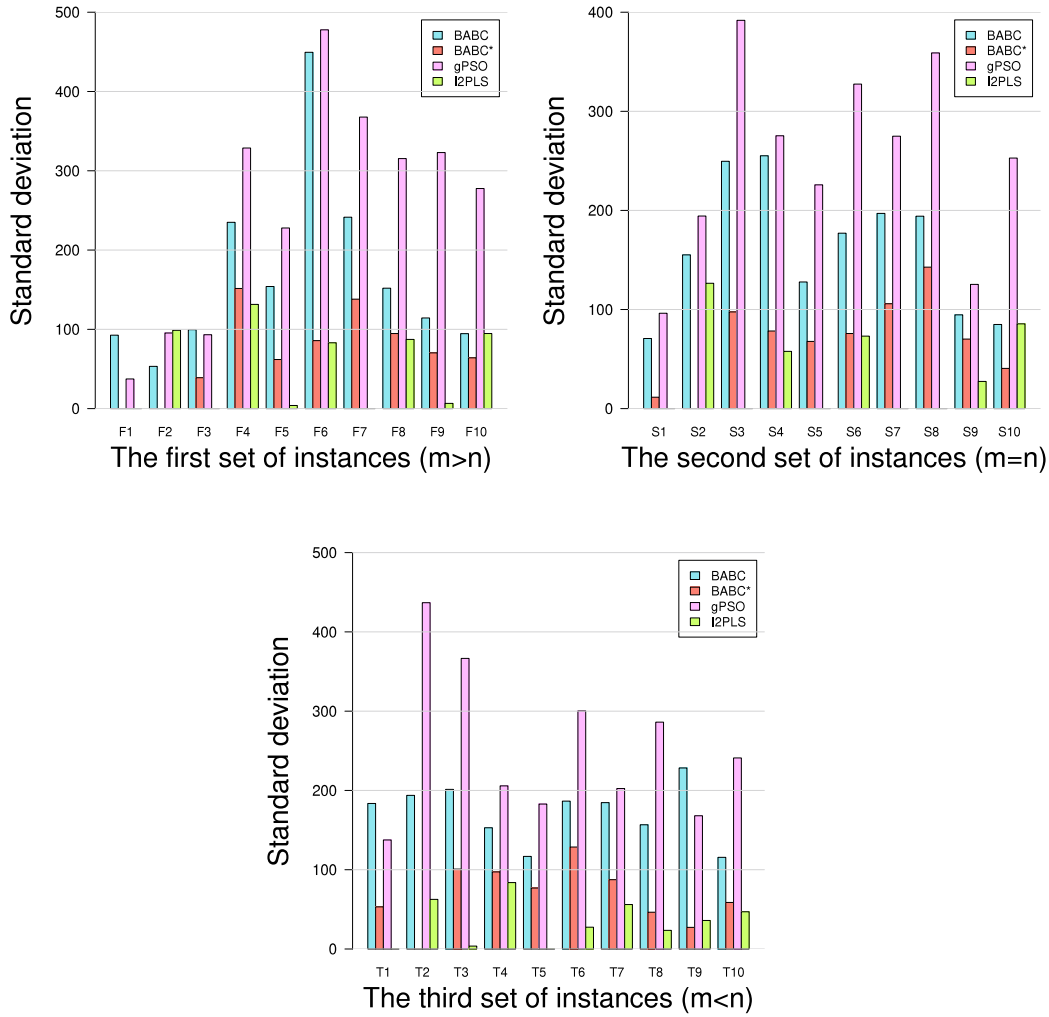 500
400
300
200
100
0
Standard deviation
BABC
BABC*
gPSO
I2PLS
F1 F2 F3 F4 F5 F6 F7 F8 F9 F10
The first set of instances (m>n)
400
300
200
100
0
Standard deviation
BABC
BABC*
gPSO
I2PLS
S1 S2 S3 S4 S5 S6 S7 S8 S9 S10
The second set of instances (m=n)
500
400
300
200
100
0
Standard deviation
BABC
BABC*
gPSO
I2PLS
T1 T2 T3 T4 T5 T6 T7 T8 T9 T10
The third set of instances (m<n)